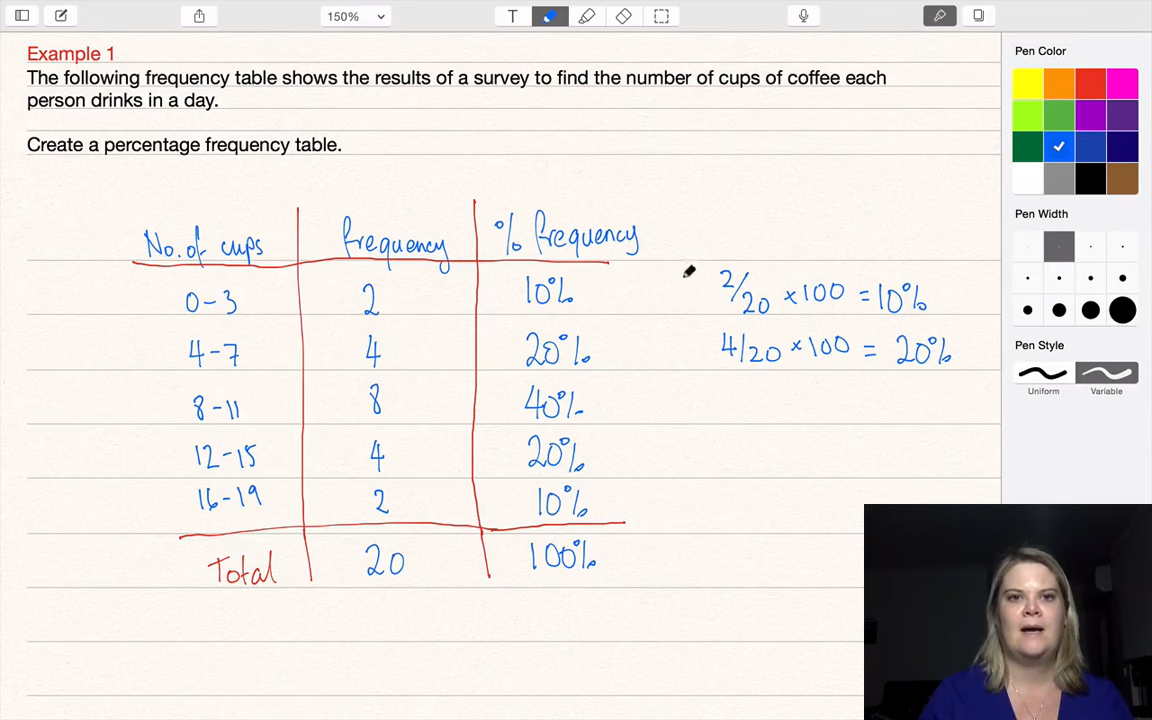 150%
T
Example 1
The following frequency table shows the results of a survey to find the number of cups of coffee each
person drinks in a day.
Create a percentage frequency table.
No. of cups frequency % frequency
0-3 2 10%
4-7 4 20%
8-11 8 40%
12-15 4 20%
16-19 2 10%
Total 20 100%
2/20 ×100 = 10%
4/20 ×100 = 20%
Pen Color
Pen Width
Pen Style
Uniform Variable